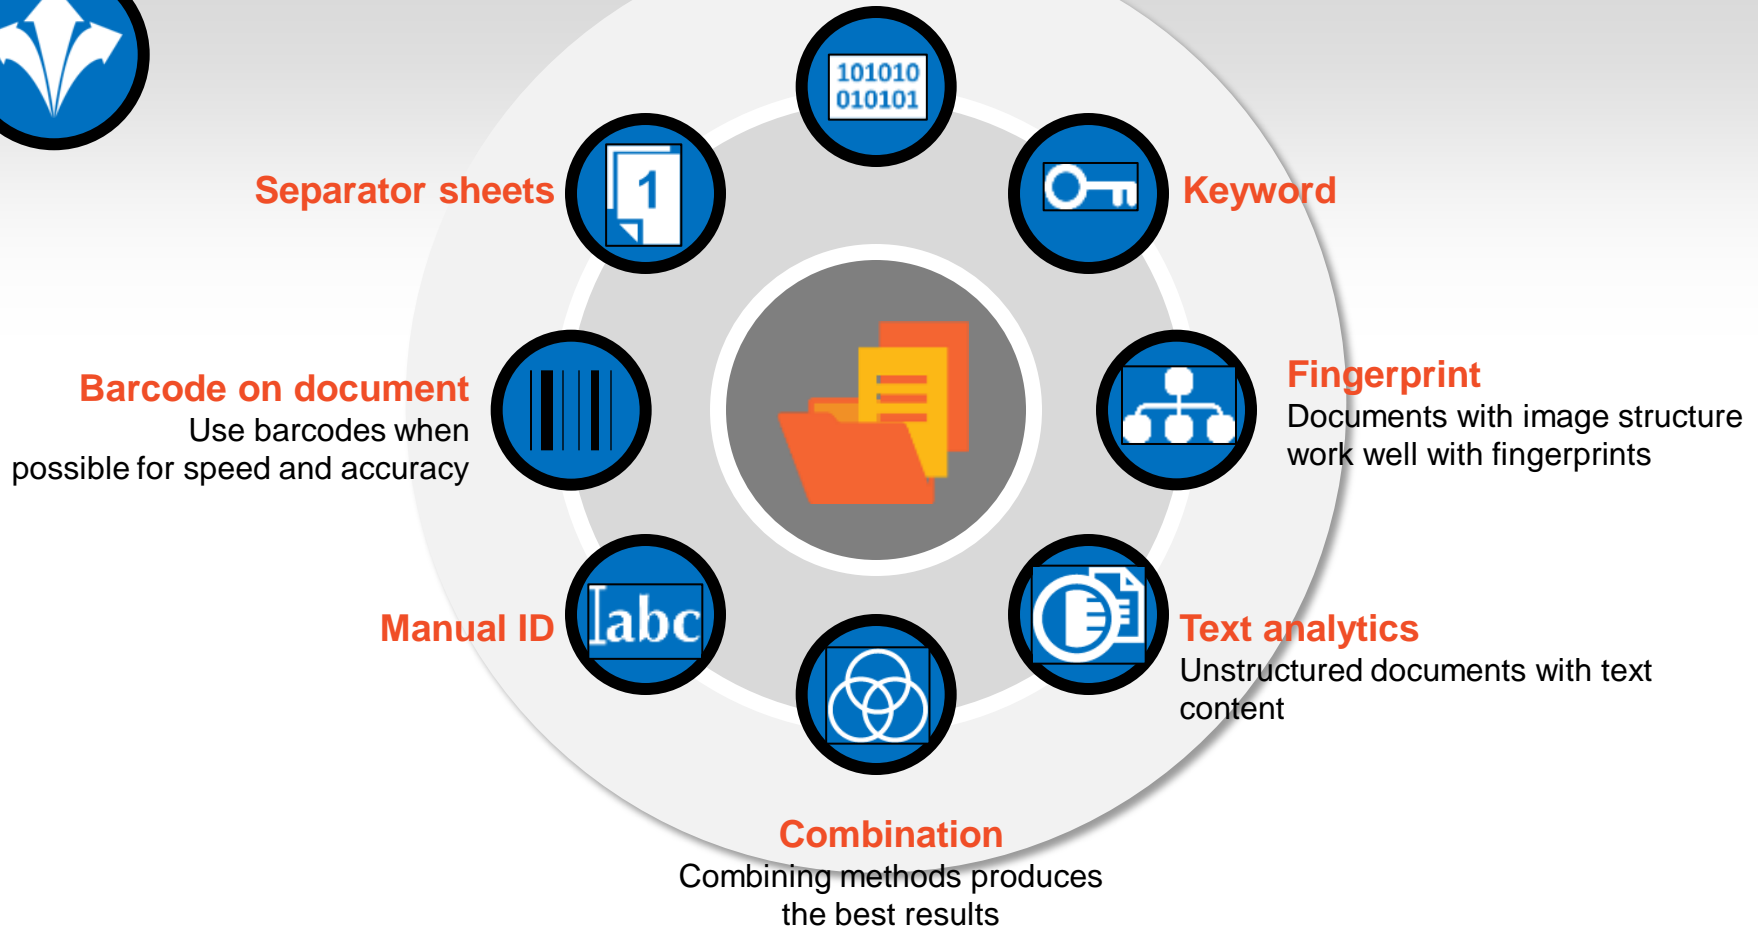 101010
010101
Separator sheets
1
Keyword
Barcode on document
Use barcodes when
possible for speed and accuracy
Fingerprint
Documents with image structure
work well with fingerprints
Manual ID
abc
Text analytics
Unstructured documents with text
content
Combination
Combining methods produces
the best results